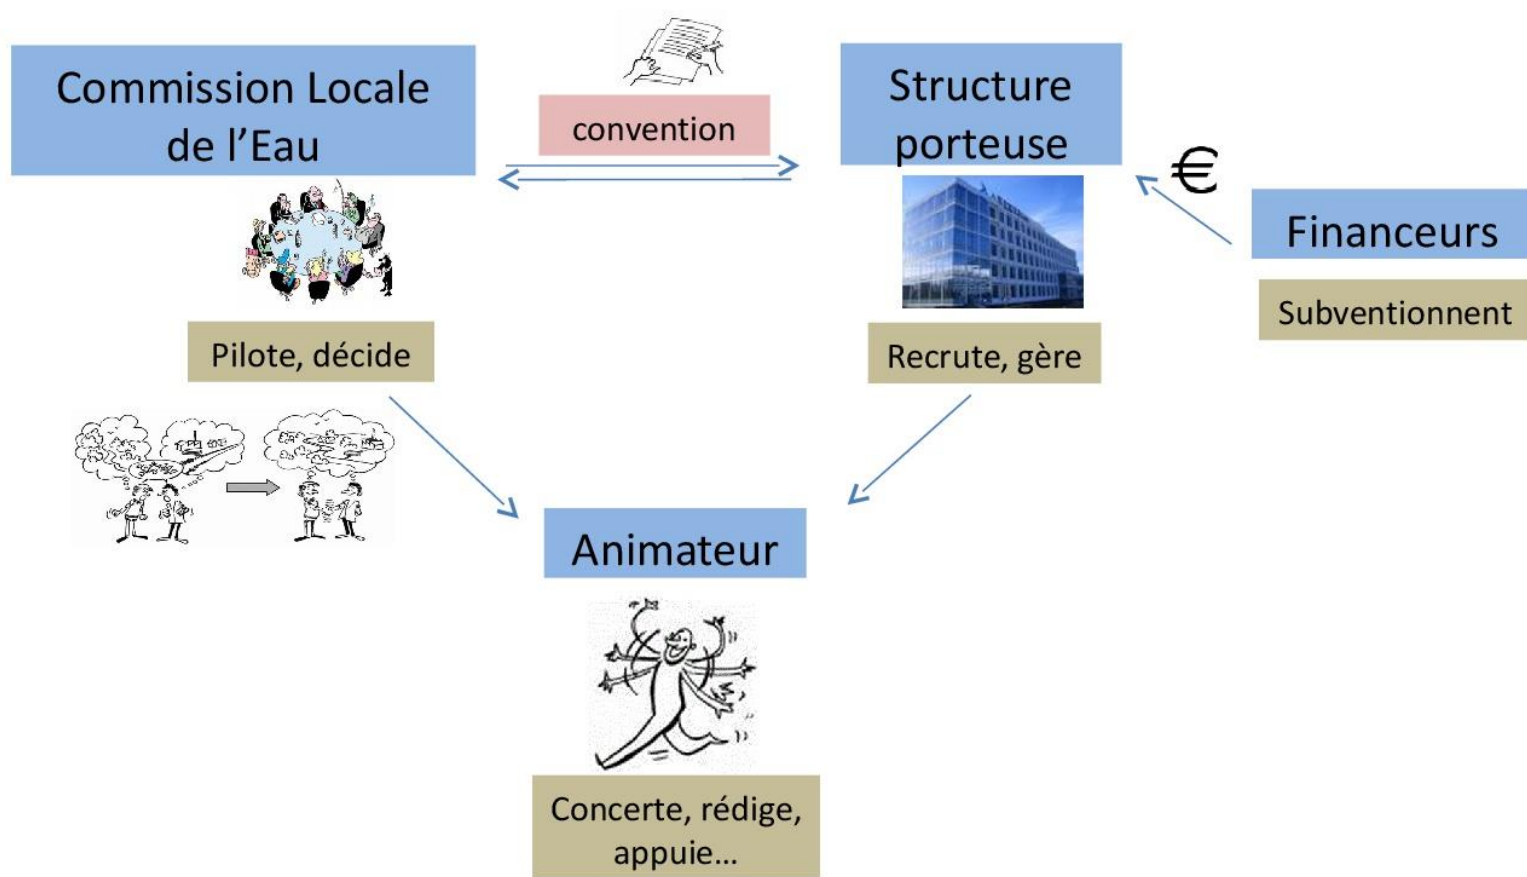 Commission Locale
de l’Eau
convention
Structure
porteuse
€
Financeurs
Subventionnent
Pilote, décide
Recrute, gère
Animateur
Concerte, rédige,
appuie...